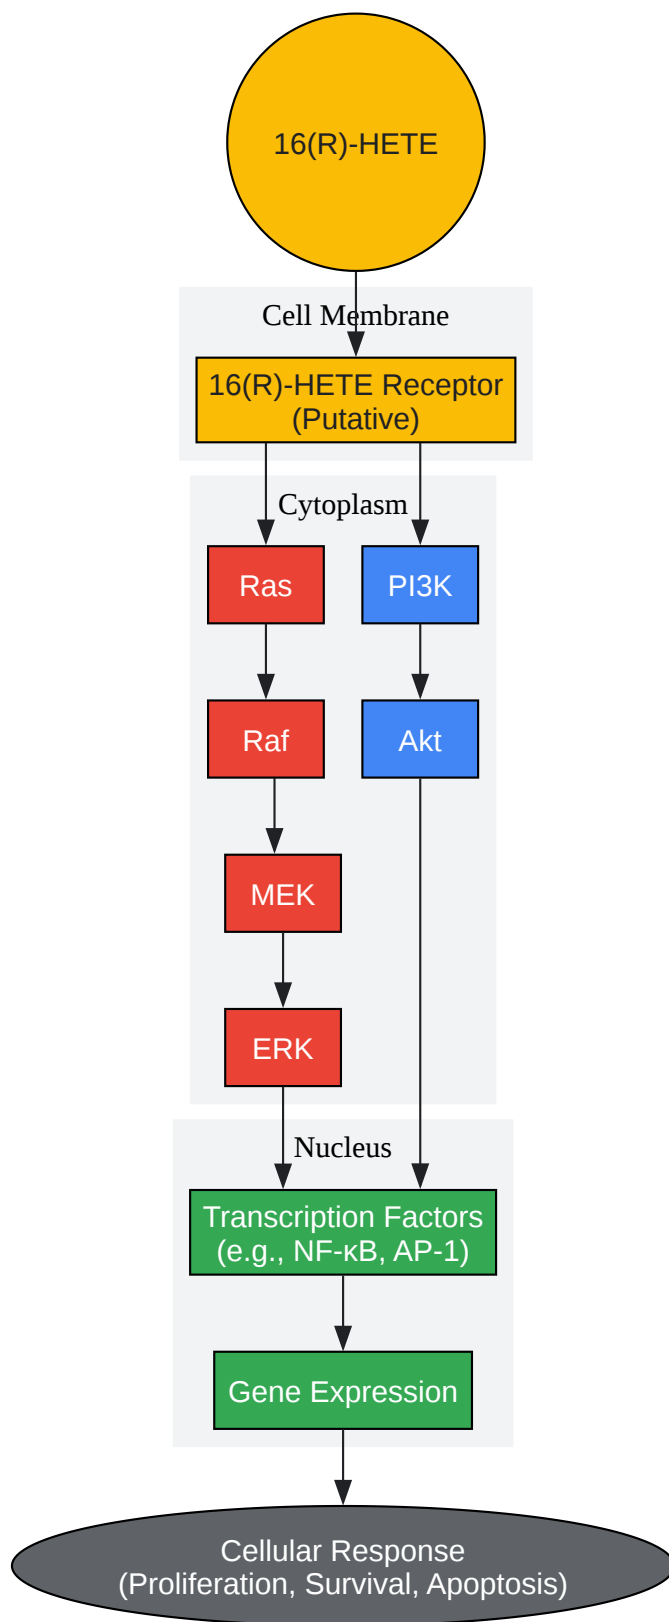 16(R)-HETE
Cell Membrane
16(R)-HETE Receptor
(Putative)
Cytoplasm
Ras
PI3K
Raf
Akt
MEK
ERK
Nucleus
Transcription Factors
(e.g., NF-κB, AP-1)
Gene Expression
Cellular Response
(Proliferation, Survival, Apoptosis)